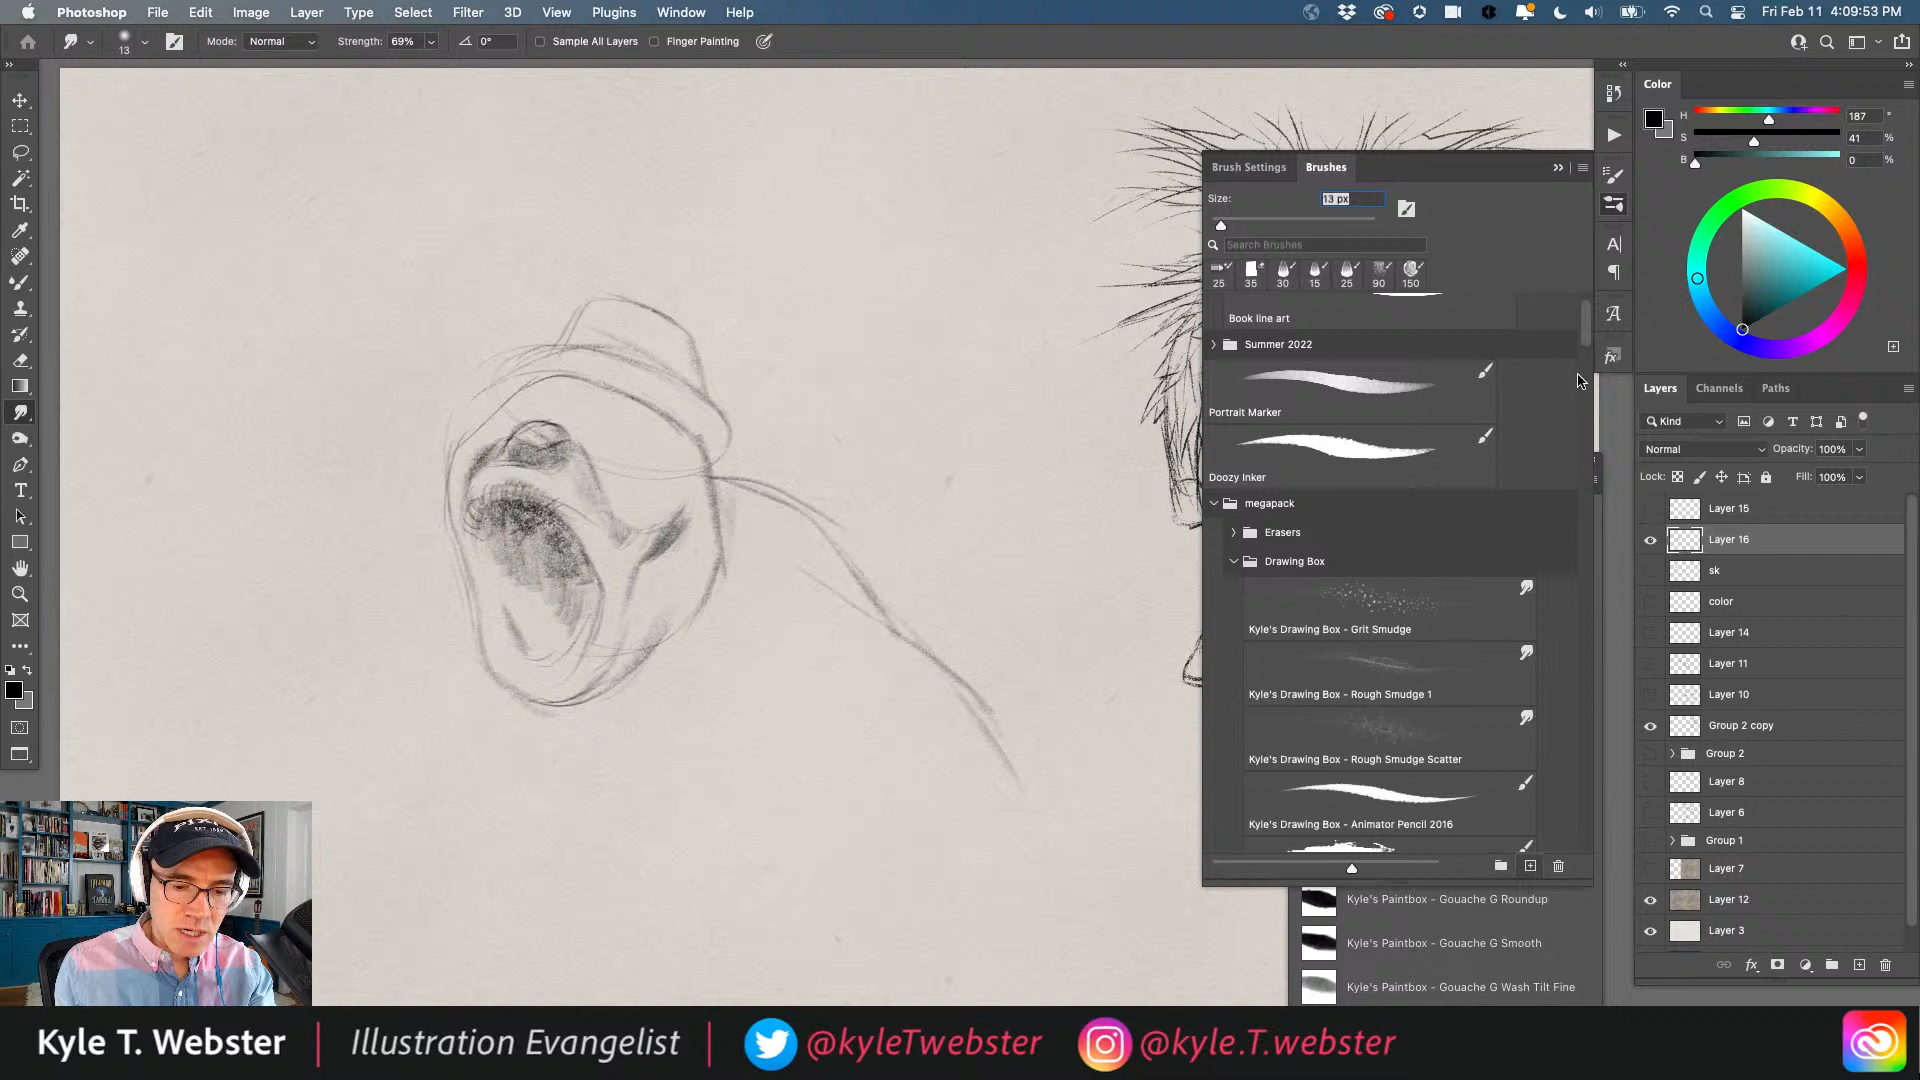 Photoshop File Edit Image Layer Type Select Filter 3D View Plugins Window Help Fri Feb 11 4:09:53 PM
13 Mode: Normal Strength: 69% 0° Sample All Layers Finger Painting
Brush Settings Brushes
Size: 13 px
Search Brushes
25 35 30 15 25 90 150
Book line art
Summer 2022
Portrait Marker
Doozy Inker
megapack
Erasers
Drawing Box
Kyle's Drawing Box - Grit Smudge
Kyle's Drawing Box - Rough Smudge 1
Kyle's Drawing Box - Rough Smudge Scatter
Kyle's Drawing Box - Animator Pencil 2016
Kyle's Paintbox - Gouache G Roundup
Kyle's Paintbox - Gouache G Smooth
Kyle's Paintbox - Gouache G Wash Tilt Fine
Color
H 187 °
S 41 %
B 0 %
Layers Channels Paths
Kind
Normal Opacity: 100%
Lock: Fill: 100%
Layer 15
Layer 16
sk
color
Layer 14
Layer 11
Layer 10
Group 2 copy
Group 2
Layer 8
Layer 6
Group 1
Layer 7
Layer 12
Layer 3
Kyle T. Webster | Illustration Evangelist | @kyleTwebster @kyle.T.webster